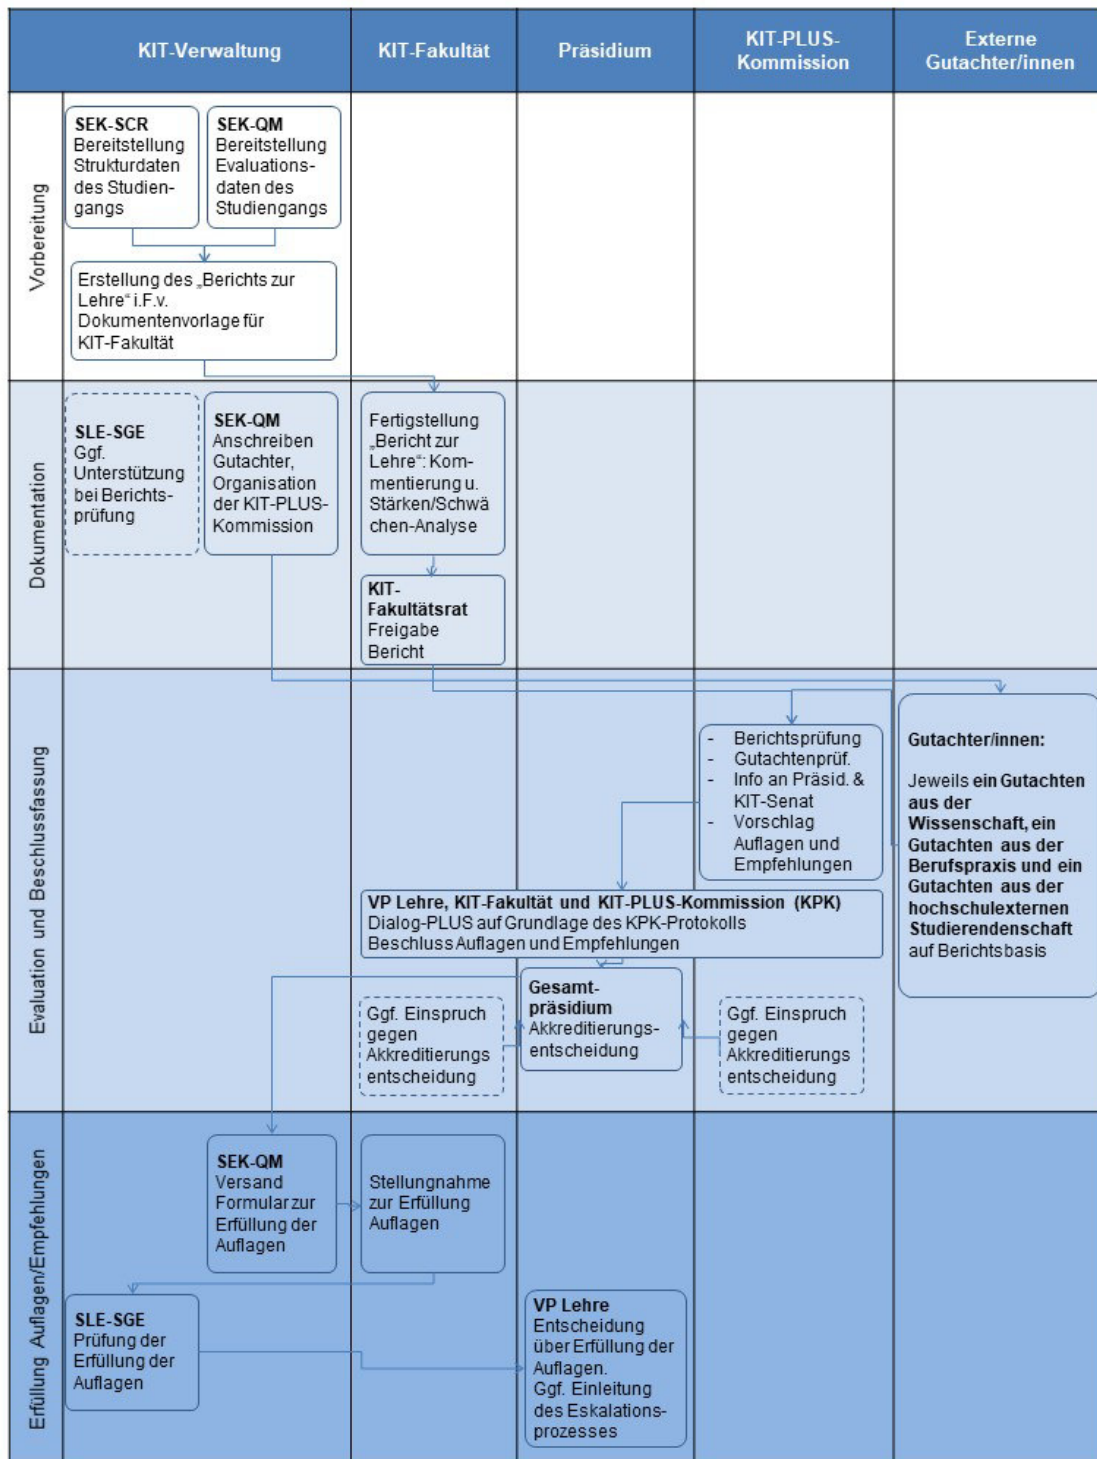 KIT-Verwaltung
KIT-Fakultät
Präsidium
KIT-PLUS-
Kommission
Externe
Gutachter/innen
Vorbereitung
SEK-SCR
Bereitstellung
Strukturdaten
des Studien-
gangs
SEK-QM
Bereitstellung
Evaluations-
daten des
Studiengangs
Erstellung des „Berichts zur
Lehre“ i.F.v.
Dokumentenvorlage für
KIT-Fakultät
Dokumentation
SLE-SGE
Ggf.
Unterstützung
bei Berichts-
prüfung
SEK-QM
Anschreiben
Gutachter,
Organisation
der KIT-PLUS-
Kommission
Fertigstellung
„Bericht zur
Lehre“: Kom-
mentierung u.
Stärken/Schwä
chen-Analyse
KIT-
Fakultätsrat
Freigabe
Bericht
Evaluation und Beschlussfassung
- Berichtsprüfung
- Gutachtenprüf.
- Info an Präsid. &
KIT-Senat
- Vorschlag
Auflagen und
Empfehlungen
Gutachter/innen:
Jeweils ein Gutachten
aus der
Wissenschaft, ein
Gutachten aus der
Berufspraxis und ein
Gutachten aus der
hochschulexternen
Studierendenschaft
auf Berichtsbasis
VP Lehre, KIT-Fakultät und KIT-PLUS-Kommission (KPK)
Dialog-PLUS auf Grundlage des KPK-Protokolls
Beschluss Auflagen und Empfehlungen
Ggf. Einspruch
gegen
Akkreditierungs
entscheidung
Gesamt-
präsidium
Akkreditierungs-
entscheidung
Ggf. Einspruch
gegen
Akkreditierungs
entscheidung
Erfüllung Auflagen/Empfehlungen
SEK-QM
Versand
Formular zur
Erfüllung der
Auflagen
Stellungnahme
zur Erfüllung
Auflagen
SLE-SGE
Prüfung der
Erfüllung der
Auflagen
VP Lehre
Entscheidung
über Erfüllung der
Auflagen.
Ggf. Einleitung
des Eskalations-
prozesses